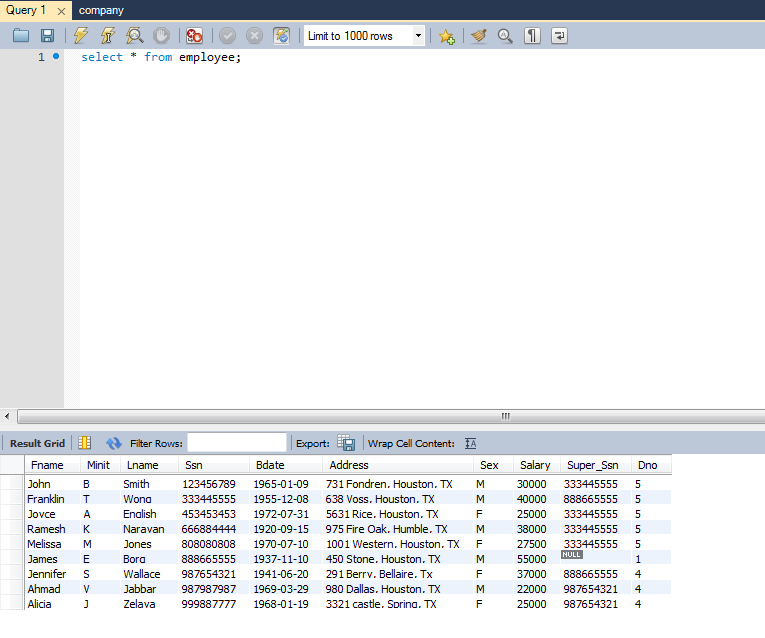 Query 1 company
Limit to 1000 rows
1 select * from employee;
Result Grid Filter Rows: Export: Wrap Cell Content:
Fname Minit Lname Ssn Bdate Address Sex Salary Super_Ssn Dno
John B Smith 123456789 1965-01-09 731 Fondren, Houston, TX M 30000 333445555 5
Franklin T Wong 333445555 1955-12-08 638 Voss, Houston, TX M 40000 888665555 5
Joyce A English 453453453 1972-07-31 5631 Rice, Houston, TX F 25000 333445555 5
Ramesh K Narayan 666884444 1920-09-15 975 Fire Oak, Humble, TX M 38000 333445555 5
Melissa M Jones 808080808 1970-07-10 1001 Western, Houston, TX F 27500 333445555 5
James E Borg 888665555 1937-11-10 450 Stone, Houston, TX M 55000 NULL 1
Jennifer S Wallace 987654321 1941-06-20 291 Berry, Bellaire, Tx F 37000 888665555 4
Ahmad V Jabbar 987987987 1969-03-29 980 Dallas, Houston, TX M 22000 987654321 4
Alicia J Zelaya 999887777 1968-01-19 3321 castle, Spring, TX F 25000 987654321 4